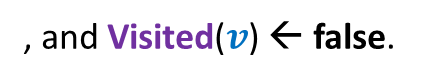 , and Visited(v) ← false.